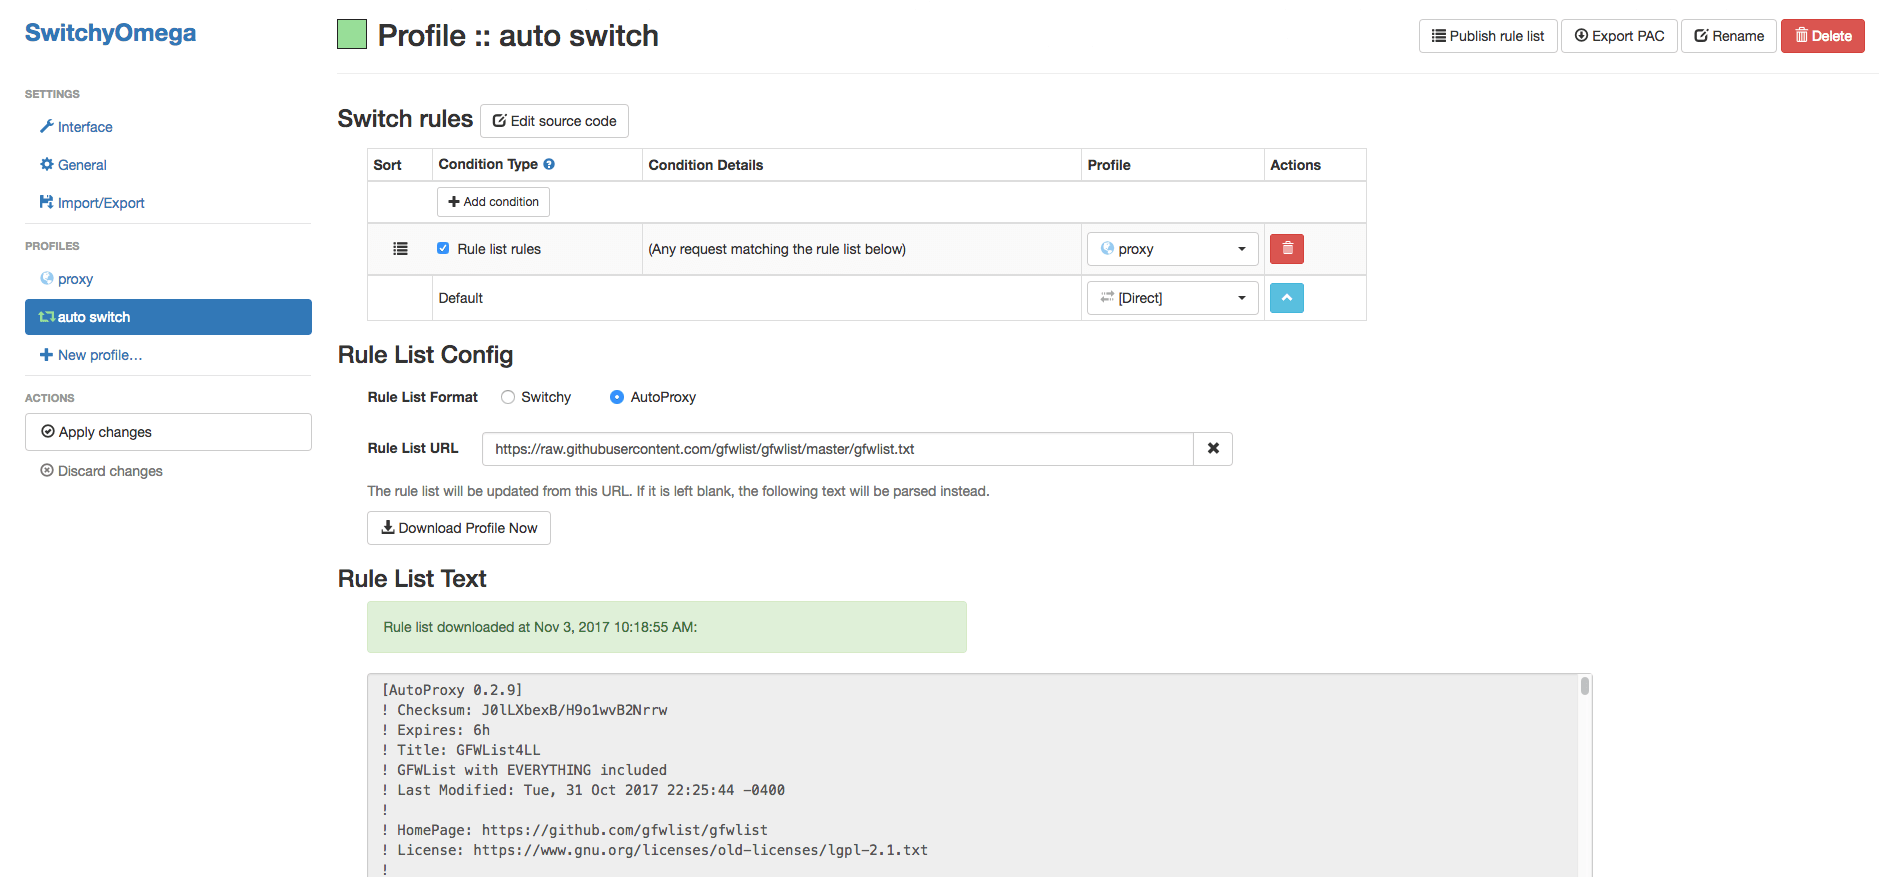 SwitchyOmega
SETTINGS
Interface
General
Import/Export
PROFILES
proxy
auto switch
New profile…
ACTIONS
Apply changes
Discard changes
Profile :: auto switch
Publish rule list
Export PAC
Rename
Delete
Switch rules
Edit source code
Sort Condition Type Condition Details Profile Actions
Add condition
Rule list rules (Any request matching the rule list below) proxy
Default [Direct]
Rule List Config
Rule List Format Switchy AutoProxy
Rule List URL https://raw.githubusercontent.com/gfwlist/gfwlist/master/gfwlist.txt
The rule list will be updated from this URL. If it is left blank, the following text will be parsed instead.
Download Profile Now
Rule List Text
Rule list downloaded at Nov 3, 2017 10:18:55 AM:
[AutoProxy 0.2.9]
! Checksum: J0lLXbexB/H9o1wvB2Nrrw
! Expires: 6h
! Title: GFWList4LL
! GFWList with EVERYTHING included
! Last Modified: Tue, 31 Oct 2017 22:25:44 -0400
!
! HomePage: https://github.com/gfwlist/gfwlist
! License: https://www.gnu.org/licenses/old-licenses/lgpl-2.1.txt
!